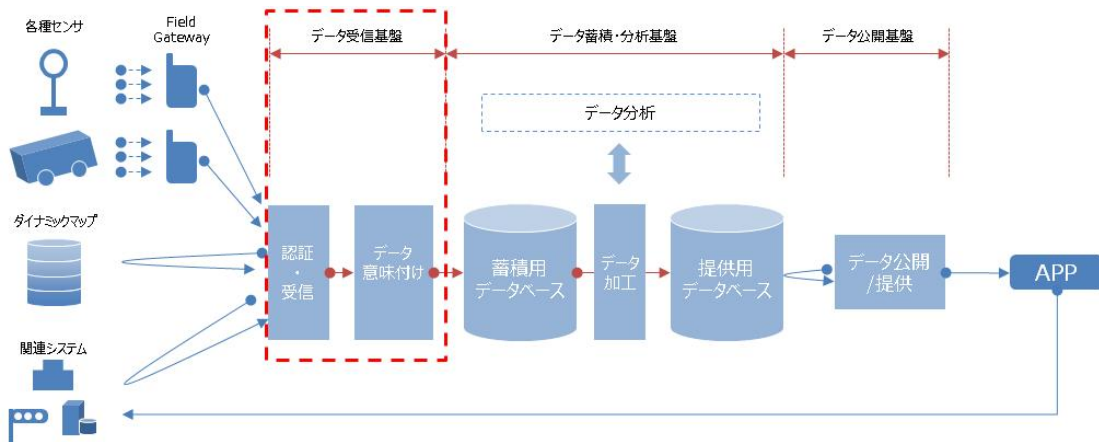 各種センサ
Field
Gateway
データ受信基盤
データ蓄積・分析基盤
データ公開基盤
データ分析
ダイナミックマップ
認証
・
受信
データ
意味付け
蓄積用
データベース
データ
加工
提供用
データベース
データ公開
/提供
APP
関連システム